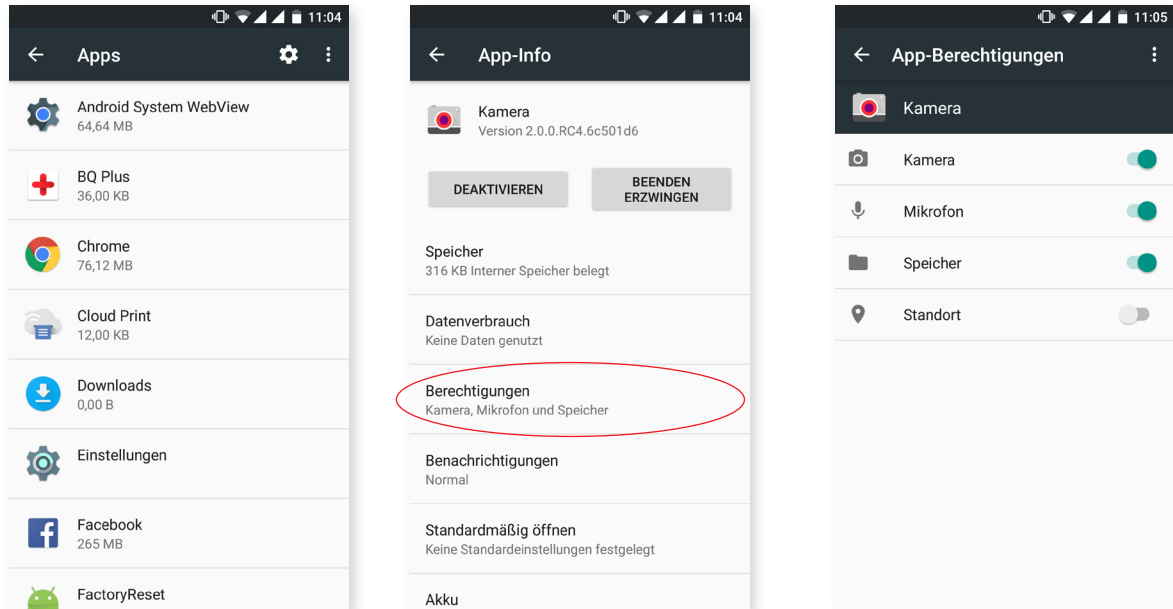 11:04
Apps
Android System WebView
64,64 MB
BQ Plus
36,00 KB
Chrome
76,12 MB
Cloud Print
12,00 KB
Downloads
0,00 B
Einstellungen
Facebook
265 MB
FactoryReset
11:04
App-Info
Kamera
Version 2.0.0.RC4.6c501d6
DEAKTIVIEREN
BEENDEN
ERZWINGEN
Speicher
316 KB Interner Speicher belegt
Datenverbrauch
Keine Daten genutzt
Berechtigungen
Kamera, Mikrofon und Speicher
Benachrichtigungen
Normal
Standardmäßig öffnen
Keine Standardeinstellungen festgelegt
Akku
11:05
App-Berechtigungen
Kamera
Kamera
Mikrofon
Speicher
Standort